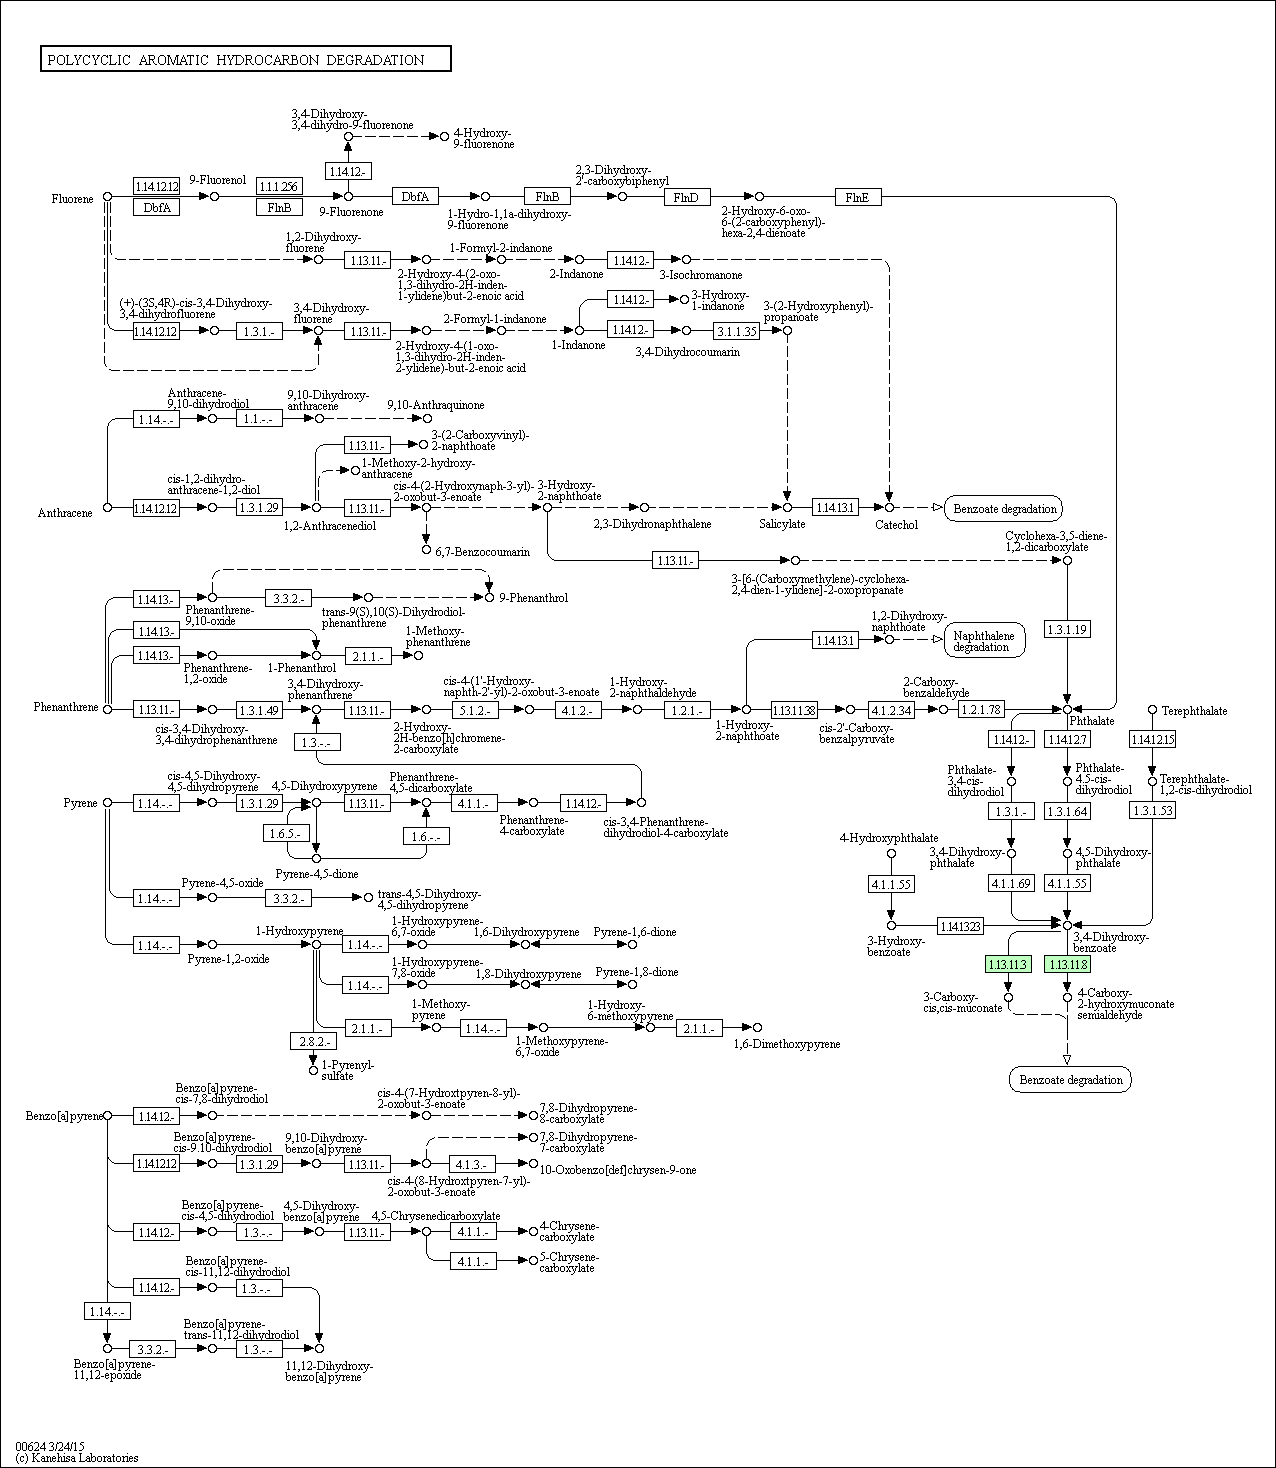 POLYCYCLIC AROMATIC HYDROCARBON DEGRADATION
3,4-Dihydroxy-
3,4-dihydro-9-fluorenone
4-Hydroxy-
9-fluorenone
1.14.12.-
Fluorene
1.14.12.12
DbfA
9-Fluorenol
1.1.1.256
FlnB
9-Fluorenone
DbfA
1-Hydro-1,1a-dihydroxy-
9-fluorenone
FlnB
2,3-Dihydroxy-
2'-carboxybiphenyl
FlnD
2-Hydroxy-6-oxo-
6-(2-carboxyphenyl)-
hexa-2,4-dienoate
FlnE
1,2-Dihydroxy-
fluorene
1.13.11.-
2-Hydroxy-4-(2-oxo-
1,3-dihydro-2H-inden-
1-ylidene)but-2-enoic acid
1-Formyl-2-indanone
2-Indanone
1.14.12.-
3-Isochromanone
(+)-(3S,4R)-cis-3,4-Dihydroxy-
3,4-dihydrofluorene
1.14.12.12
1.3.1.-
3,4-Dihydroxy-
fluorene
1.13.11.-
2-Hydroxy-4-(1-oxo-
1,3-dihydro-2H-inden-
2-ylidene)-but-2-enoic acid
2-Formyl-1-indanone
1-Indanone
1.14.12.-
3-Hydroxy-
1-indanone
1.14.12.-
3,4-Dihydrocoumarin
3.1.1.35
3-(2-Hydroxyphenyl)-
propanoate
Anthracene-
9,10-dihydrodiol
1.14.-.-
1.1.-.-
9,10-Dihydroxy-
anthracene
9,10-Anthraquinone
1.13.11.-
3-(2-Carboxyvinyl)-
2-naphthoate
1-Methoxy-2-hydroxy-
anthracene
Anthracene
1.14.12.12
cis-1,2-dihydro-
anthracene-1,2-diol
1.3.1.29
1,2-Anthracenediol
1.13.11.-
cis-4-(2-Hydroxynaph-3-yl)-
2-oxobut-3-enoate
6,7-Benzocoumarin
3-Hydroxy-
2-naphthoate
2,3-Dihydronaphthalene
Salicylate
1.14.13.1
Catechol
Benzoate degradation
1.13.11.-
3-[6-(Carboxymethylene)-cyclohexa-
2,4-dien-1-ylidene]-2-oxopropanate
Cyclohexa-3,5-diene-
1,2-dicarboxylate
1.3.1.19
1.14.13.-
Phenanthrene-
9,10-oxide
3.3.2.-
trans-9(S),10(S)-Dihydrodiol-
phenanthrene
9-Phenanthrol
1.14.13.-
1.14.13.-
Phenanthrene-
1,2-oxide
1-Phenanthrol
2.1.1.-
1-Methoxy-
phenanthrene
1,2-Dihydroxy-
naphthoate
1.14.13.1
Naphthalene
degradation
Phenanthrene
1.13.11.-
cis-3,4-Dihydroxy-
3,4-dihydrophenanthrene
1.3.1.49
3,4-Dihydroxy-
phenanthrene
1.13.11.-
2-Hydroxy-
2H-benzo[h]chromene-
2-carboxylate
cis-4-(1'-Hydroxy-
naphth-2'-yl)-2-oxobut-3-enoate
5.1.2.-
4.1.2.-
1-Hydroxy-
2-naphthaldehyde
1.2.1.-
1-Hydroxy-
2-naphthoate
1.13.11.38
cis-2'-Carboxy-
benzalpyruvate
4.1.2.34
2-Carboxy-
benzaldehyde
1.2.1.78
Phthalate
Terephthalate
1.3.-.-
1.14.12.-
1.14.12.7
1.14.12.15
Phthalate-
3,4-cis-
dihydrodiol
Phthalate-
4,5-cis-
dihydrodiol
Terephthalate-
1,2-cis-dihydrodiol
Pyrene
1.14.-.-
cis-4,5-Dihydroxy-
4,5-dihydropyrene
1.3.1.29
4,5-Dihydroxypyrene
1.13.11.-
Phenanthrene-
4,5-dicarboxylate
4.1.1.-
Phenanthrene-
4-carboxylate
1.14.12.-
cis-3,4-Phenanthrene-
dihydrodiol-4-carboxylate
1.6.5.-
1.6.-.-
Pyrene-4,5-dione
1.3.1.-
1.3.1.64
1.3.1.53
4-Hydroxyphthalate
3,4-Dihydroxy-
phthalate
4,5-Dihydroxy-
phthalate
4.1.1.55
4.1.1.69
4.1.1.55
1.14.-.-
Pyrene-4,5-oxide
3.3.2.-
trans-4,5-Dihydroxy-
4,5-dihydropyrene
3-Hydroxy-
benzoate
1.14.13.23
3,4-Dihydroxy-
benzoate
1.14.-.-
Pyrene-1,2-oxide
1-Hydroxypyrene
1.14.-.-
1-Hydroxypyrene-
6,7-oxide
1,6-Dihydroxypyrene
Pyrene-1,6-dione
1.14.-.-
1-Hydroxypyrene-
7,8-oxide
1,8-Dihydroxypyrene
Pyrene-1,8-dione
1.13.11.3
1.13.11.8
3-Carboxy-
cis,cis-muconate
4-Carboxy-
2-hydroxymuconate
semialdehyde
2.1.1.-
1-Methoxy-
pyrene
1.14.-.-
1-Methoxypyrene-
6,7-oxide
1-Hydroxy-
6-methoxypyrene
2.1.1.-
1,6-Dimethoxypyrene
2.8.2.-
1-Pyrenyl-
sulfate
Benzoate degradation
Benzo[a]pyrene
1.14.12.-
Benzo[a]pyrene-
cis-7,8-dihydrodiol
cis-4-(7-Hydroxtpyren-8-yl)-
2-oxobut-3-enoate
7,8-Dihydropyrene-
8-carboxylate
1.14.12.12
Benzo[a]pyrene-
cis-9,10-dihydrodiol
1.3.1.29
9,10-Dihydroxy-
benzo[a]pyrene
1.13.11.-
cis-4-(8-Hydroxtpyren-7-yl)-
2-oxobut-3-enoate
7,8-Dihydropyrene-
7-carboxylate
4.1.3.-
10-Oxobenzo[def]chrysen-9-one
1.14.12.-
Benzo[a]pyrene-
cis-4,5-dihydrodiol
1.3.-.-
4,5-Dihydroxy-
benzo[a]pyrene
1.13.11.-
4,5-Chrysenedicarboxylate
4.1.1.-
4-Chrysene-
carboxylate
4.1.1.-
5-Chrysene-
carboxylate
1.14.12.-
Benzo[a]pyrene-
cis-11,12-dihydrodiol
1.3.-.-
1.14.-.-
Benzo[a]pyrene-
11,12-epoxide
3.3.2.-
Benzo[a]pyrene-
trans-11,12-dihydrodiol
1.3.-.-
11,12-Dihydroxy-
benzo[a]pyrene
00624 3/24/15
(c) Kanehisa Laboratories